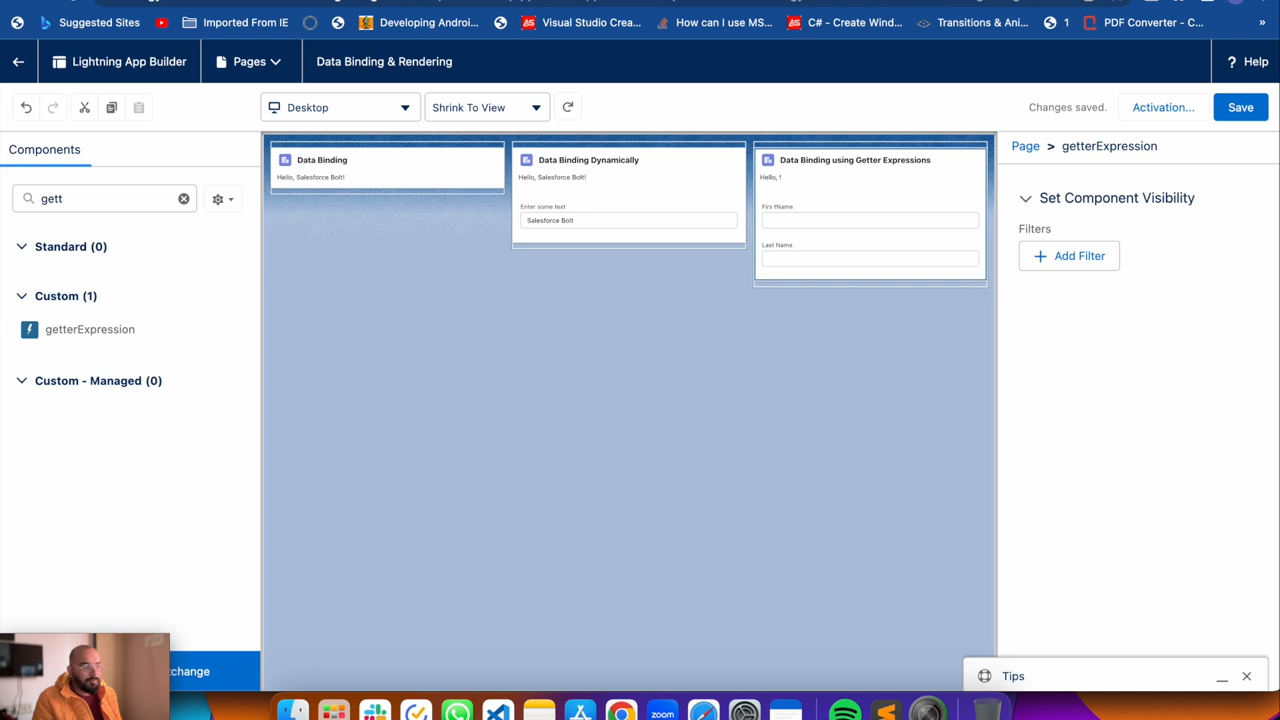 Suggested Sites
Imported From IE
Developing Androi...
Visual Studio Crea...
How can I use MS...
C# - Create Wind...
Transitions & Ani...
1
PDF Converter - C...
»
Lightning App Builder
Pages
Data Binding & Rendering
? Help
Desktop
Shrink To View
Changes saved.
Activation...
Save
Components
gett
Standard (0)
Custom (1)
getterExpression
Custom - Managed (0)
Data Binding
Hello, Salesforce Bolt!
Data Binding Dynamically
Hello, Salesforce Bolt!
Enter some text
Salesforce Bolt
Data Binding using Getter Expressions
Hello, !
Firs tName
Last Name
Page > getterExpression
Set Component Visibility
Filters
+ Add Filter
change
Tips
zoom